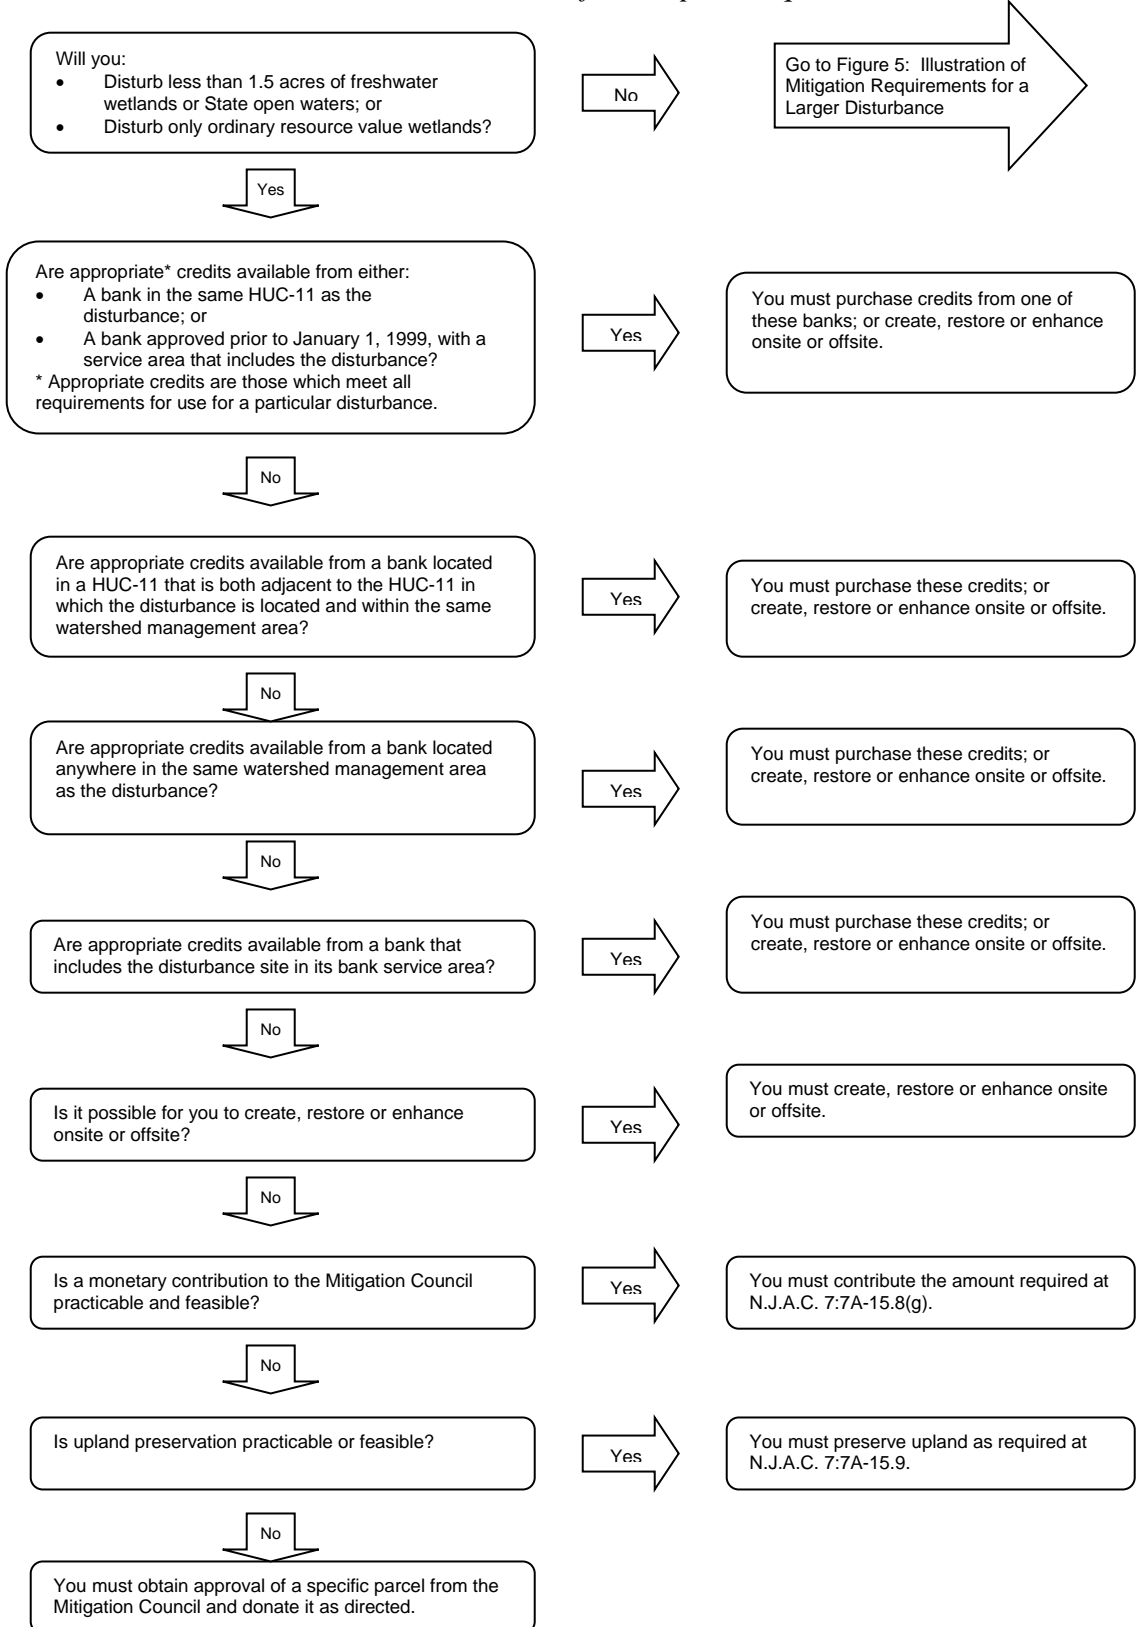 Will you:
• Disturb less than 1.5 acres of freshwater
wetlands or State open waters; or
• Disturb only ordinary resource value wetlands?
No
Go to Figure 5: Illustration of
Mitigation Requirements for a
Larger Disturbance
Yes
Are appropriate* credits available from either:
• A bank in the same HUC-11 as the
disturbance; or
• A bank approved prior to January 1, 1999, with a
service area that includes the disturbance?
* Appropriate credits are those which meet all
requirements for use for a particular disturbance.
Yes
You must purchase credits from one of
these banks; or create, restore or enhance
onsite or offsite.
No
Are appropriate credits available from a bank located
in a HUC-11 that is both adjacent to the HUC-11 in
which the disturbance is located and within the same
watershed management area?
Yes
You must purchase these credits; or
create, restore or enhance onsite or offsite.
No
Are appropriate credits available from a bank located
anywhere in the same watershed management area
as the disturbance?
Yes
You must purchase these credits; or
create, restore or enhance onsite or offsite.
No
Are appropriate credits available from a bank that
includes the disturbance site in its bank service area?
Yes
You must purchase these credits; or
create, restore or enhance onsite or offsite.
No
Is it possible for you to create, restore or enhance
onsite or offsite?
Yes
You must create, restore or enhance onsite
or offsite.
No
Is a monetary contribution to the Mitigation Council
practicable and feasible?
Yes
You must contribute the amount required at
N.J.A.C. 7:7A-15.8(g).
No
Is upland preservation practicable or feasible?
Yes
You must preserve upland as required at
N.J.A.C. 7:7A-15.9.
No
You must obtain approval of a specific parcel from the
Mitigation Council and donate it as directed.